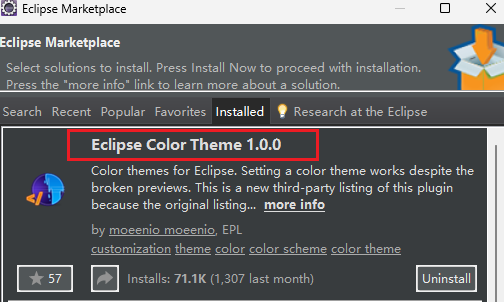 Eclipse Marketplace
Eclipse Marketplace
Select solutions to install. Press Install Now to proceed with installation.
Press the "more info" link to learn more about a solution.
Search Recent Popular Favorites Installed Research at the Eclipse
Eclipse Color Theme 1.0.0
Color themes for Eclipse. Setting a color theme works despite the
broken previews. This is a new third-party listing of this plugin
because the original listing... more info
by moeenio moeenio, EPL
customization theme color color scheme color theme
57 Installs: 71.1K (1,307 last month) Uninstall